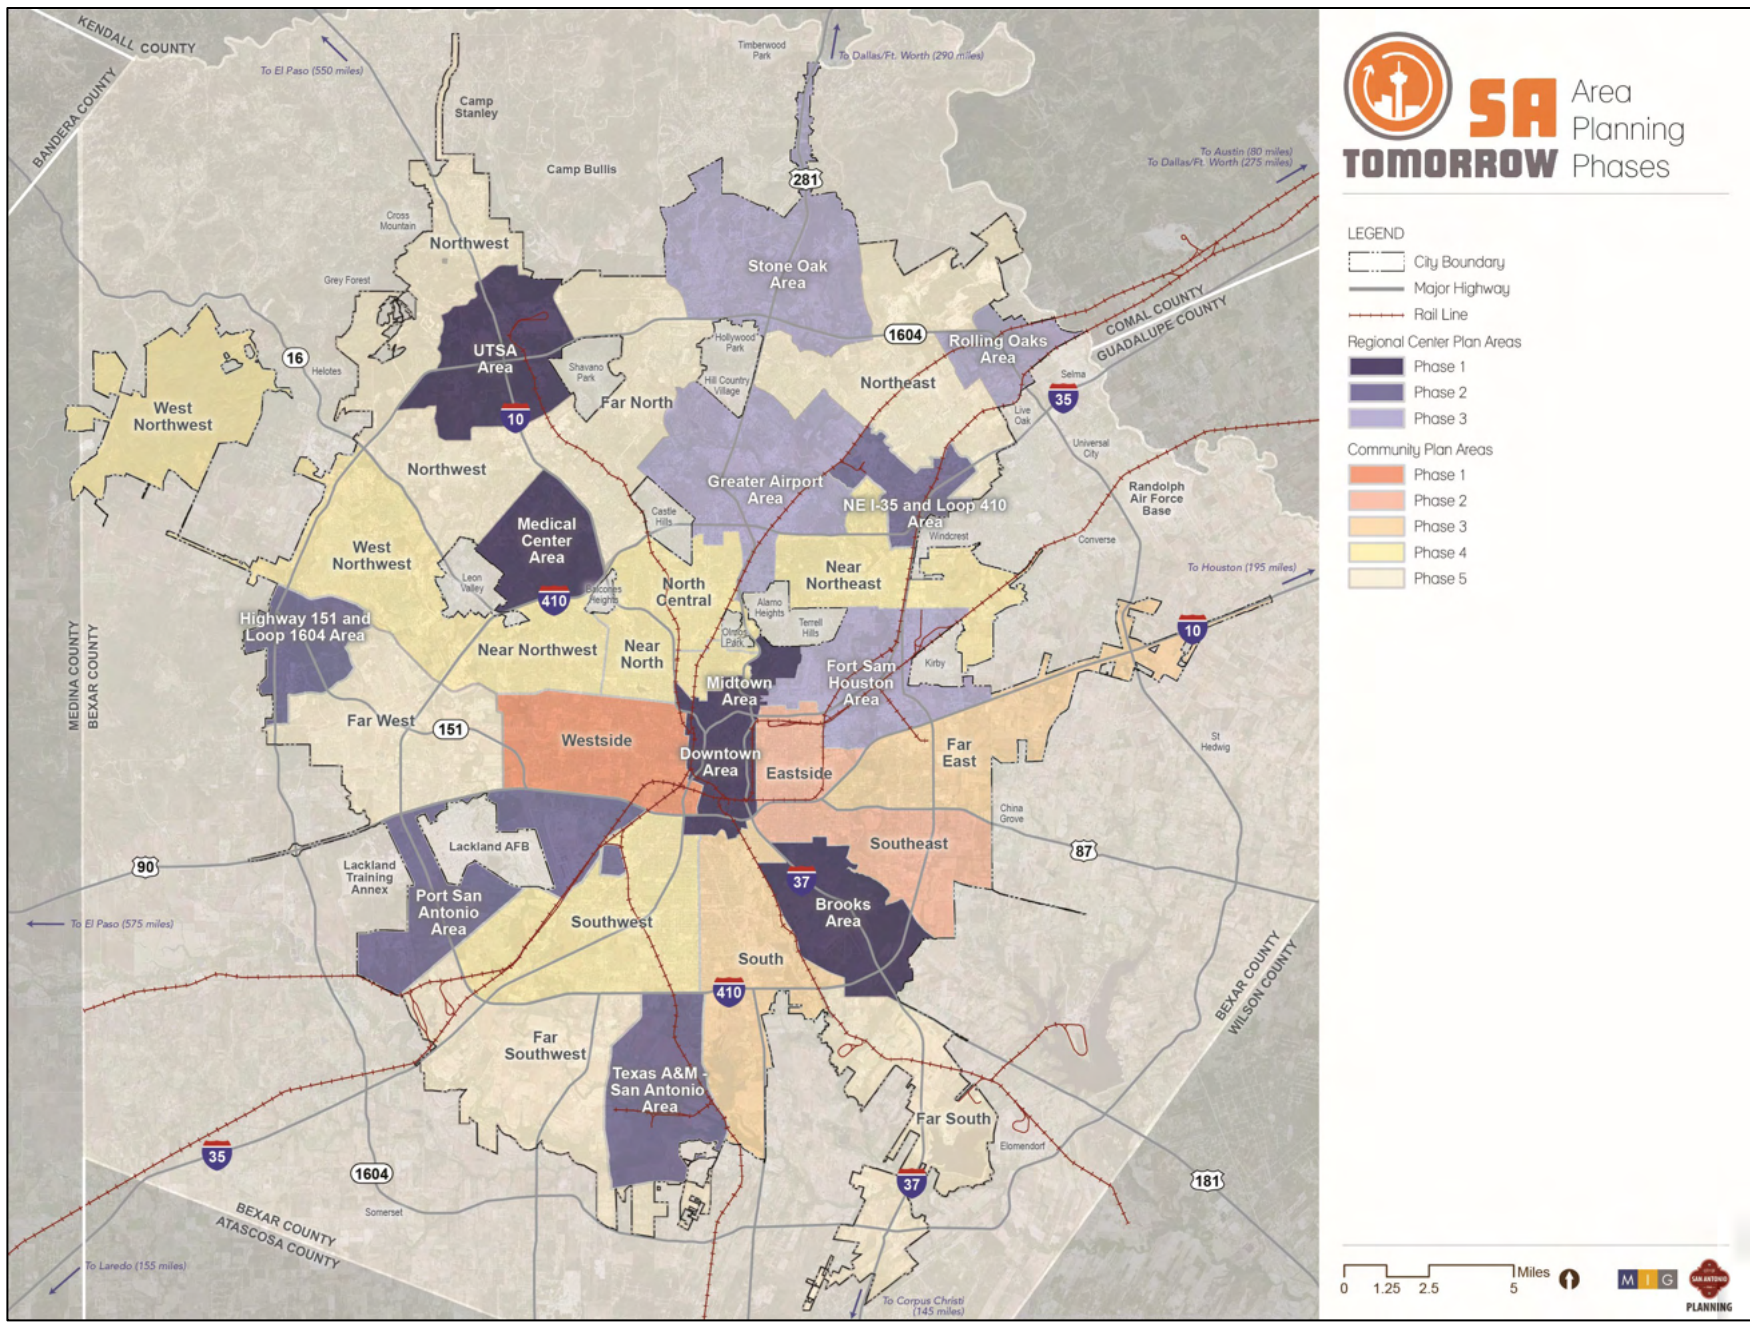 KENDALL COUNTY
BANDERA COUNTY
To El Paso (550 miles)
Timberwood
Park
To Dallas/Ft. Worth (290 miles)
Camp
Stanley
Camp Bullis
281
To Austin (80 miles)
To Dallas/Ft. Worth (275 miles)
Cross
Mountain
Northwest
Grey Forest
Stone Oak
Area
COMAL COUNTY
GUADALUPE COUNTY
1604
Rolling Oaks
Area
Hollywood
Park
UTSA
Area
16
Helotes
Shavano
Park
Hill Country
Village
Northeast
Selma
35
West
Northwest
10
Far North
Live
Oak
Universal
City
Northwest
Greater Airport
Area
Randolph
Air Force
Base
NE I-35 and Loop 410
Area
Castle
Hills
Medical
Center
Area
Windcrest
Converse
West
Northwest
Leon
Valley
410
Balcones
Heights
North
Central
Near
Northeast
To Houston (195 miles)
Alamo
Heights
Terrell
Hills
Olmos
Park
Highway 151 and
Loop 1604 Area
10
Near Northwest
Near
North
Kirby
Fort Sam
Houston
Area
Midtown
Area
MEDINA COUNTY
BEXAR COUNTY
Far West
151
Westside
Downtown
Area
Eastside
Far
East
St
Hedwig
China
Grove
Lackland AFB
Southeast
87
90
Lackland
Training
Annex
37
Port San
Antonio
Area
Brooks
Area
To El Paso (575 miles)
Southwest
South
410
BEXAR COUNTY
WILSON COUNTY
Far
Southwest
Texas A&M -
San Antonio
Area
Far South
Elomendorf
35
1604
37
181
Somerset
BEXAR COUNTY
ATASCOSA COUNTY
To Laredo (155 miles)
To Corpus Christi
(145 miles)
SA
TOMORROW
Area
Planning
Phases
LEGEND
City Boundary
Major Highway
Rail Line
Regional Center Plan Areas
Phase 1
Phase 2
Phase 3
Community Plan Areas
Phase 1
Phase 2
Phase 3
Phase 4
Phase 5
Miles
0 1.25 2.5 5
M I G
SAN ANTONIO
PLANNING